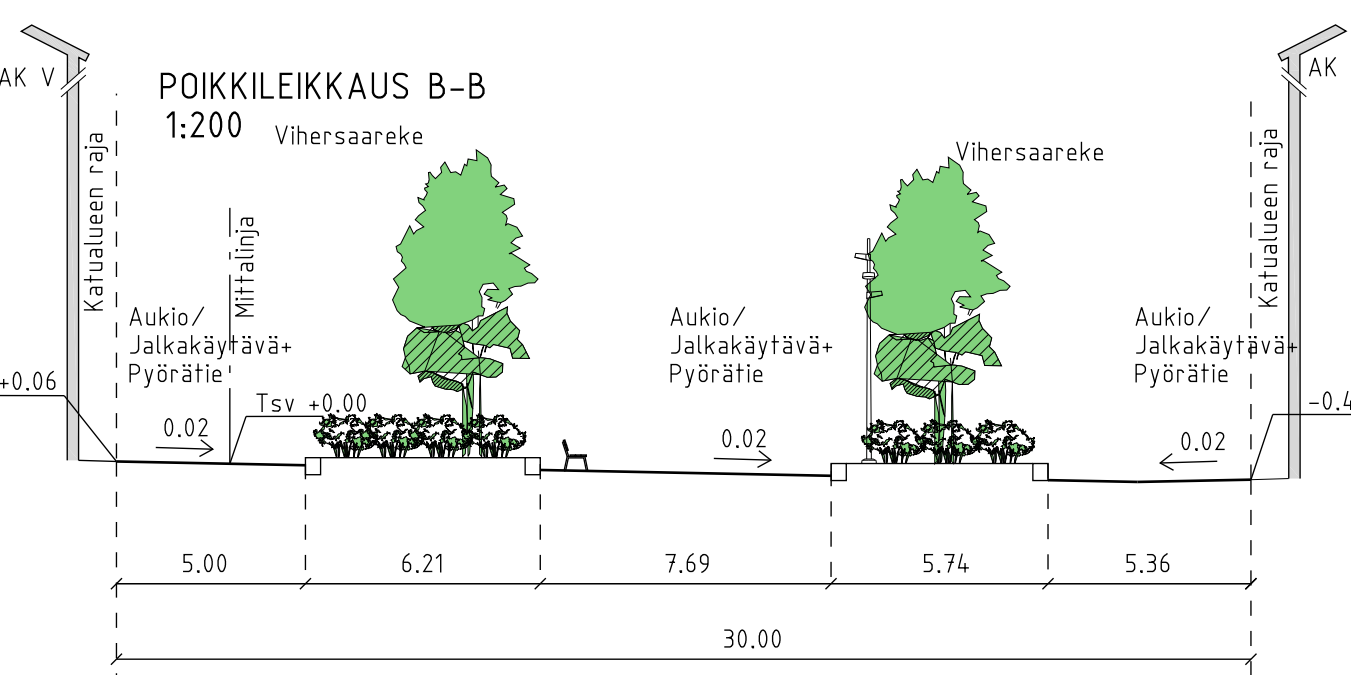 AK V
POIKKILEIKKAUS B-B
1:200
Vihersaareke
Vihersaareke
AK
Katualueen raja
Mittalinja
Katualueen raja
Aukio/
Jalkakäytävä+
Pyörätie
Aukio/
Jalkakäytävä+
Pyörätie
Aukio/
Jalkakäytävä+
Pyörätie
+0.06
Tsv +0.00
-0.4
0.02
0.02
0.02
5.00
6.21
7.69
5.74
5.36
30.00